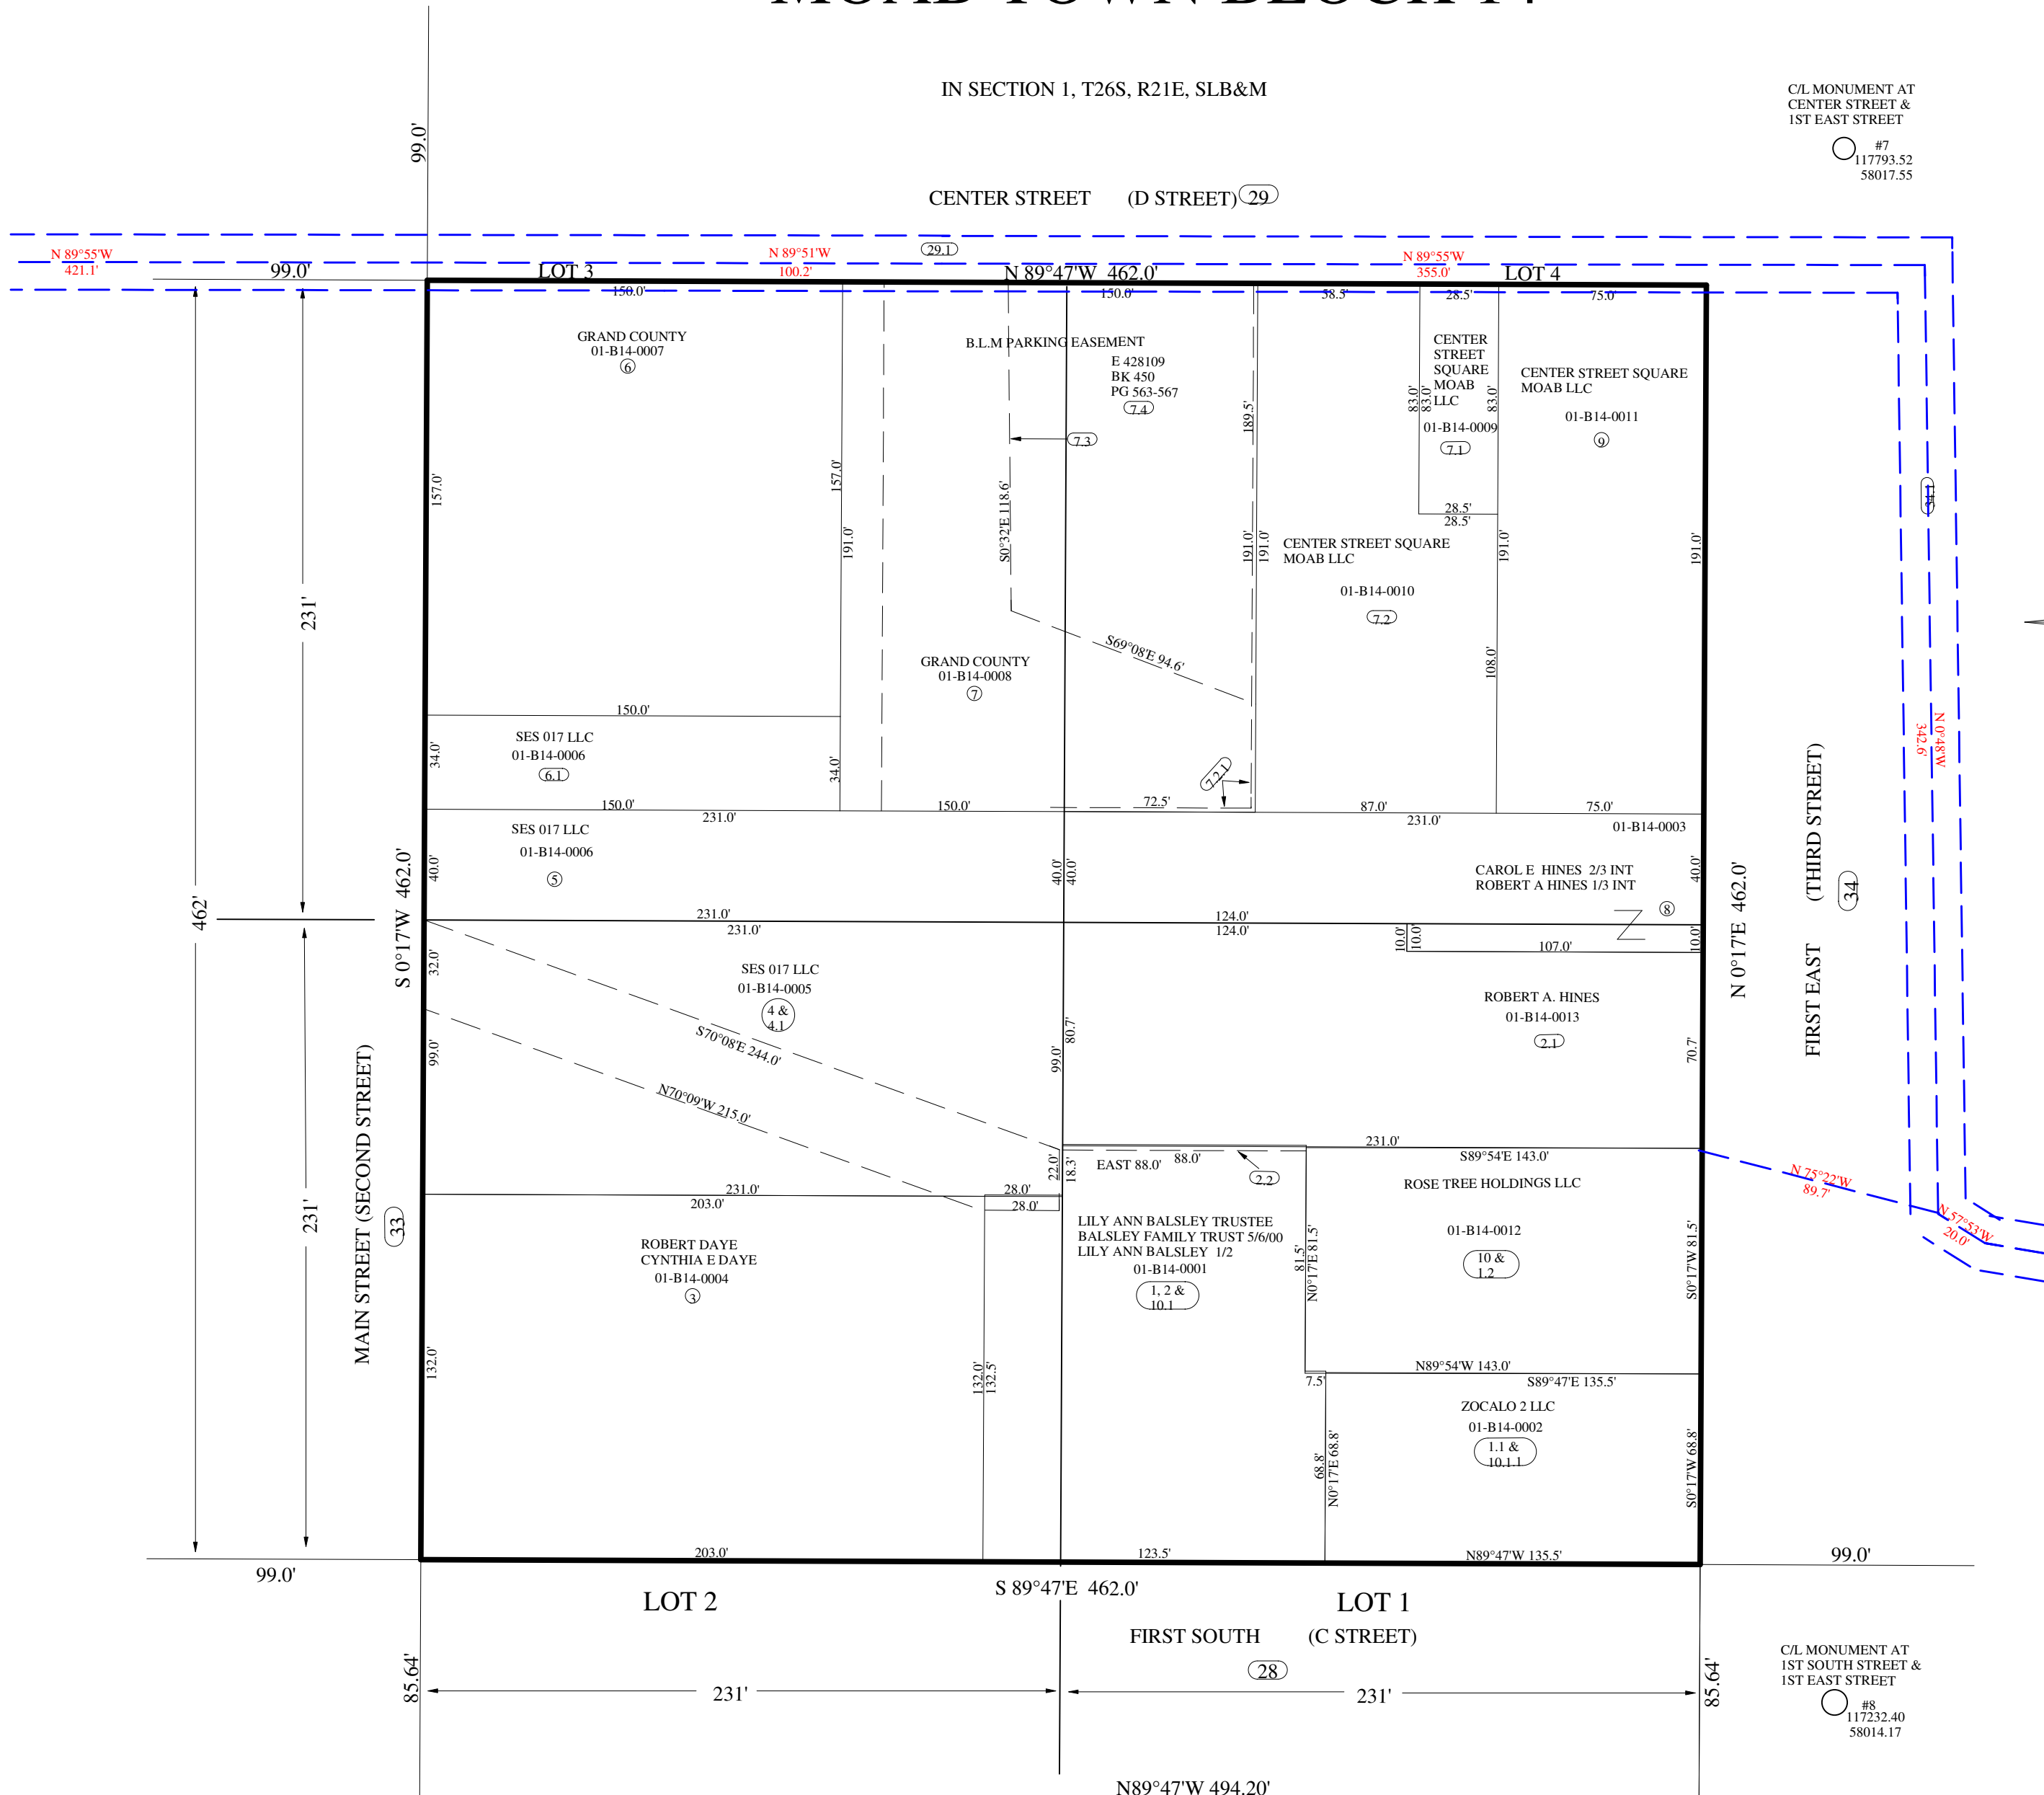 IN SECTION 1, T26S, R21E, SLB&M
C/L MONUMENT AT
CENTER STREET &
1ST EAST STREET
#7
117793.52
58017.55
99.0'
CENTER STREET (D STREET) 29
N 89°55'W
421.1'
99.0'
LOT 3
N 89°51'W
100.2'
29.1
N 89°47'W 462.0'
N 89°55'W
355.0'
LOT 4
150.0'
150.0'
58.5'
28.5'
75.0'
GRAND COUNTY
01-B14-0007
6
B.L.M PARKING EASEMENT
E 428109
BK 450
PG 563-567
7.4
7.3
CENTER
STREET
SQUARE
MOAB
LLC
01-B14-0009
7.1
CENTER STREET SQUARE
MOAB LLC
01-B14-0011
9
83.0'
83.0'
83.0'
189.5'
157.0'
157.0'
191.0'
S0°32'E 118.6'
191.0'
191.0'
28.5'
28.5'
191.0'
191.0'
34.1
CENTER STREET SQUARE
MOAB LLC
01-B14-0010
7.2
231'
S69°08'E 94.6'
108.0'
GRAND COUNTY
01-B14-0008
7
150.0'
SES 017 LLC
01-B14-0006
6.1
34.0'
34.0'
7.2.1
N 0°48'W
342.6'
150.0'
231.0'
150.0'
72.5'
87.0'
231.0'
75.0'
01-B14-0003
SES 017 LLC
01-B14-0006
5
40.0'
40.0'
40.0'
40.0'
CAROL E HINES 2/3 INT
ROBERT A HINES 1/3 INT
8
462'
S 0°17'W 462.0'
N 0°17'E 462.0'
FIRST EAST (THIRD STREET)
34
231.0'
231.0'
124.0'
124.0'
10.0'
10.0'
107.0'
10.0'
32.0'
SES 017 LLC
01-B14-0005
4 &
4.1
S70°08'E 244.0'
99.0'
99.0'
80.7'
ROBERT A. HINES
01-B14-0013
2.1
70.7'
N70°09'W 215.0'
231.0'
S89°54'E 143.0'
EAST 88.0'
88.0'
2.2
22.0'
18.3'
N 75°22'W
89.7'
N 57°53'W
20.0'
ROSE TREE HOLDINGS LLC
01-B14-0012
10 &
1.2
231.0'
203.0'
28.0'
28.0'
MAIN STREET (SECOND STREET)
33
231'
ROBERT DAYE
CYNTHIA E DAYE
01-B14-0004
3
LILY ANN BALSLEY TRUSTEE
BALSLEY FAMILY TRUST 5/6/00
LILY ANN BALSLEY 1/2
01-B14-0001
1, 2 &
10.1
81.5'
N0°17'E 81.5'
S0°17'W 81.5'
132.0'
132.0'
132.5'
N89°54'W 143.0'
7.5'
S89°47'E 135.5'
ZOCALO 2 LLC
01-B14-0002
1.1 &
10.1.1
68.8'
N0°17'E 68.8'
S0°17'W 68.8'
203.0'
123.5'
N89°47'W 135.5'
99.0'
99.0'
S 89°47'E 462.0'
LOT 2
LOT 1
FIRST SOUTH (C STREET)
28
85.64'
85.64'
231'
231'
C/L MONUMENT AT
1ST SOUTH STREET &
1ST EAST STREET
#8
117232.40
58014.17
N89°47'W 494.20'